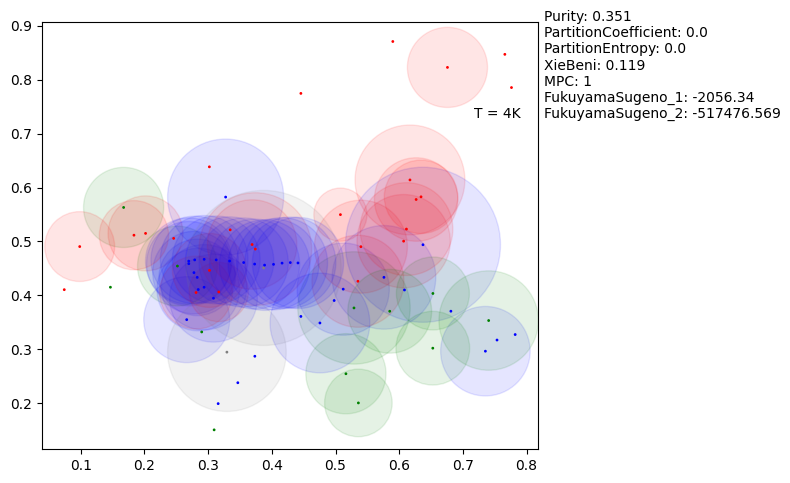 Purity: 0.351
PartitionCoefficient: 0.0
PartitionEntropy: 0.0
XieBeni: 0.119
MPC: 1
FukuyamaSugeno_1: -2056.34
FukuyamaSugeno_2: -517476.569
T = 4K
0.9
0.8
0.7
0.6
0.5
0.4
0.3
0.2
0.1
0.2
0.3
0.4
0.5
0.6
0.7
0.8